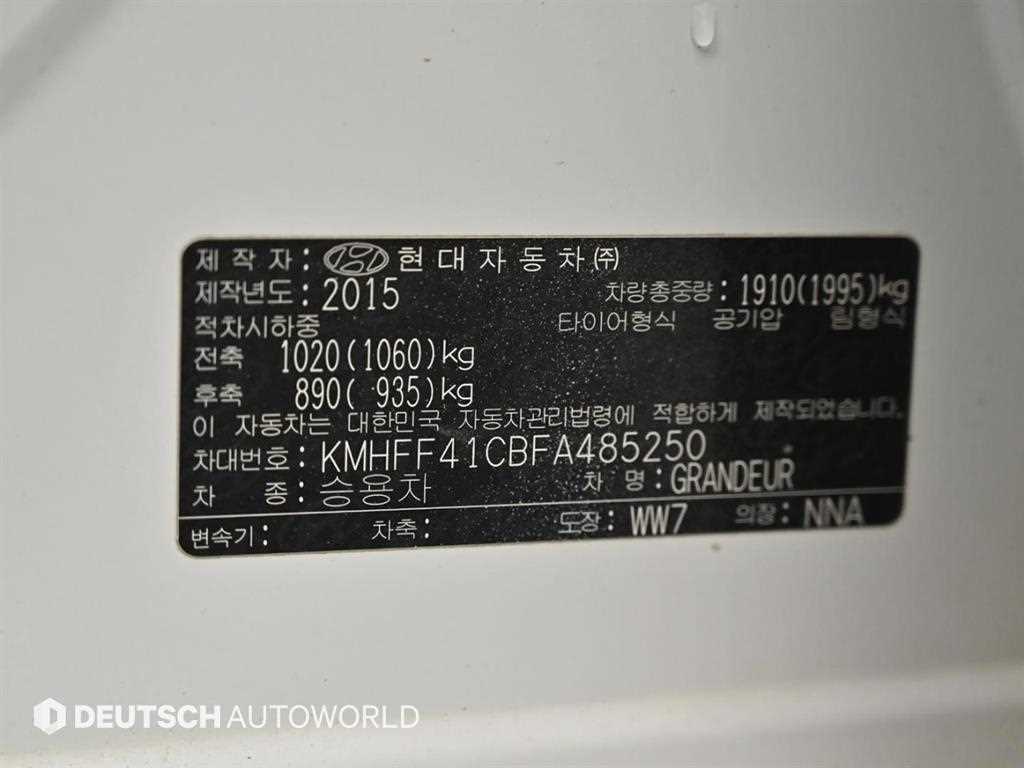 제 작 자 : 현 대 자 동 차 ㈜
제작년도 : 2015 차량총중량 : 1910(1995)kg
적차시하중 타이어형식 공기압 림형식
전축 1020(1060)kg
후축 890( 935)kg
이 자동차는 대한민국 자동차관리법령에 적합하게 제작되었습니다.
차대번호 : KMHFF41CBFA485250
차 종 : 승용차 차 명 : GRANDEUR
변속기 : 차축 : 도장 : WW7 의장 : NNA
DEUTSCH AUTOWORLD